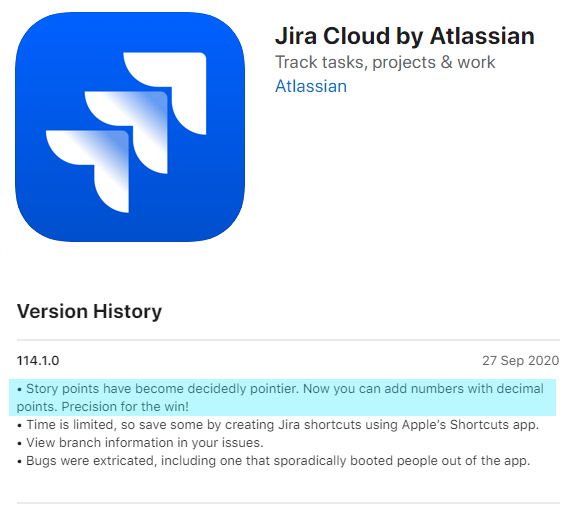 Jira Cloud by Atlassian
Track tasks, projects & work
Atlassian
Version History
114.1.0
27 Sep 2020
• Story points have become decidedly pointier. Now you can add numbers with decimal
points. Precision for the win!
• Time is limited, so save some by creating Jira shortcuts using Apple’s Shortcuts app.
• View branch information in your issues.
• Bugs were extricated, including one that sporadically booted people out of the app.